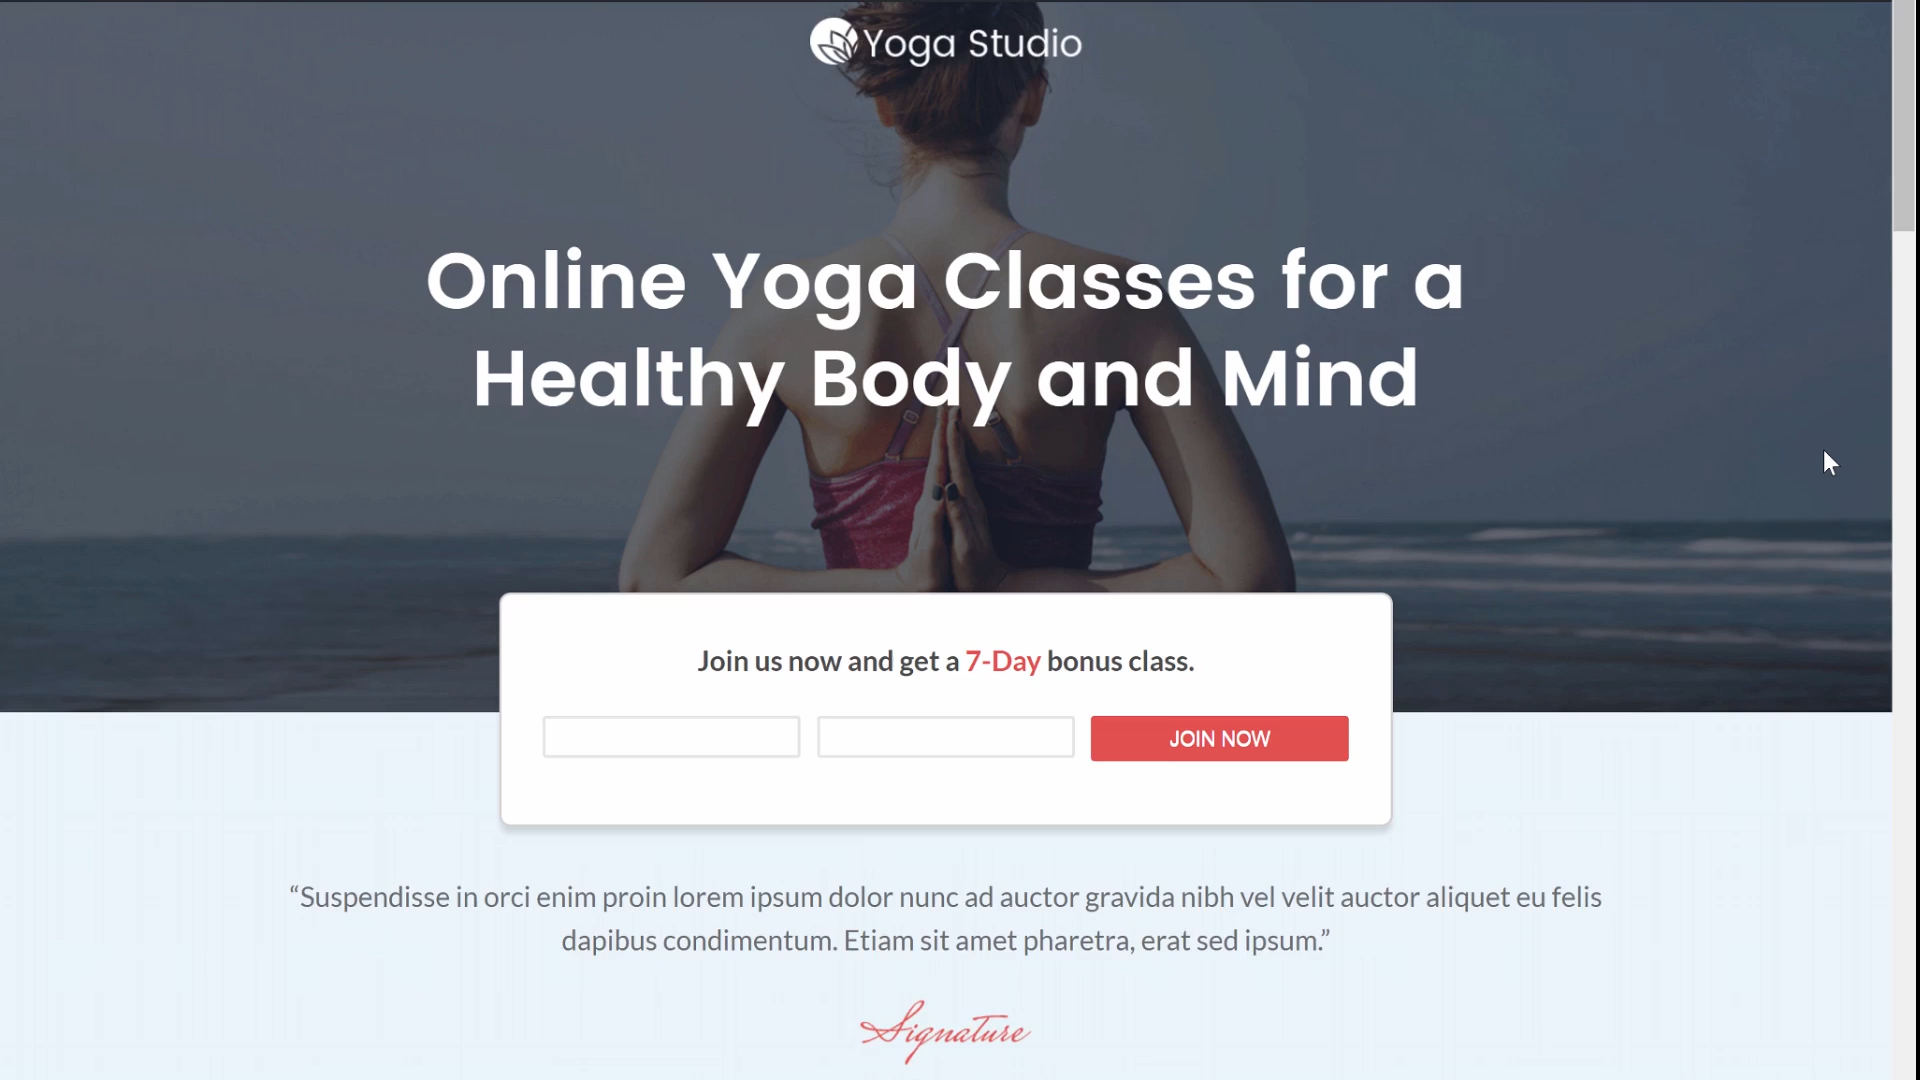 Yoga Studio
Online Yoga Classes for a
Healthy Body and Mind
Join us now and get a 7-Day bonus class.
JOIN NOW
“Suspendisse in orci enim proin lorem ipsum dolor nunc ad auctor gravida nibh vel velit auctor aliquet eu felis
dapibus condimentum. Etiam sit amet pharetra, erat sed ipsum.”
Signature